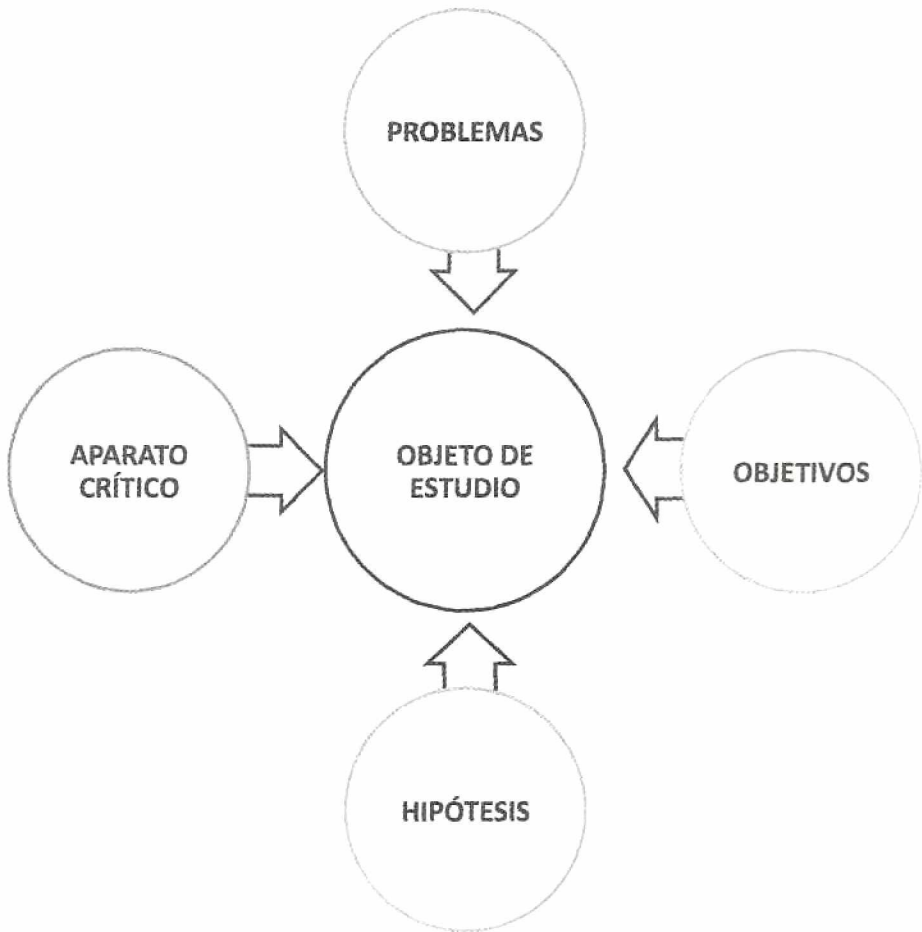 PROBLEMAS
APARATO
CRÍTICO
OBJETO DE
ESTUDIO
OBJETIVOS
HIPÓTESIS